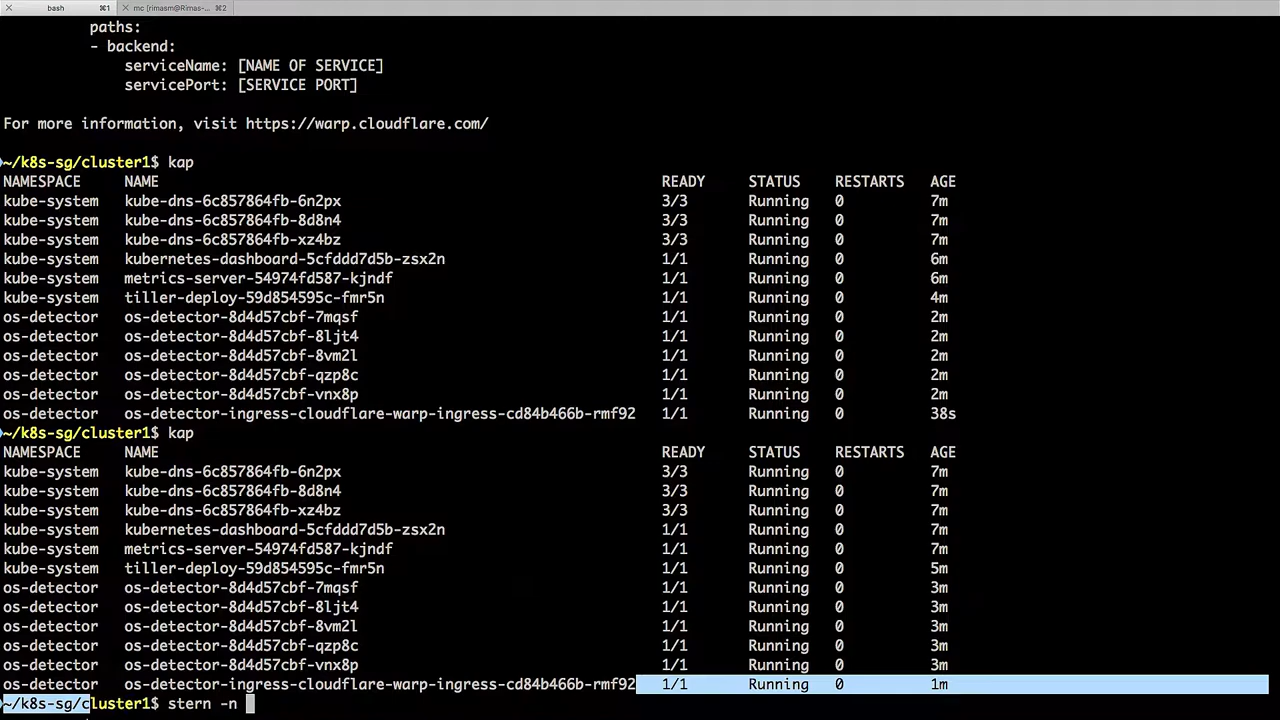 bash ⌘1 mc [rimasm@Rimas-... ⌘2
paths:
- backend:
serviceName: [NAME OF SERVICE]
servicePort: [SERVICE PORT]
For more information, visit https://warp.cloudflare.com/
~/k8s-sg/cluster1$ kap
NAMESPACE NAME READY STATUS RESTARTS AGE
kube-system kube-dns-6c857864fb-6n2px 3/3 Running 0 7m
kube-system kube-dns-6c857864fb-8d8n4 3/3 Running 0 7m
kube-system kube-dns-6c857864fb-xz4bz 3/3 Running 0 7m
kube-system kubernetes-dashboard-5cfddd7d5b-zsx2n 1/1 Running 0 6m
kube-system metrics-server-54974fd587-kjndf 1/1 Running 0 6m
kube-system tiller-deploy-59d854595c-fmr5n 1/1 Running 0 4m
os-detector os-detector-8d4d57cbf-7mqsf 1/1 Running 0 2m
os-detector os-detector-8d4d57cbf-8ljt4 1/1 Running 0 2m
os-detector os-detector-8d4d57cbf-8vm2l 1/1 Running 0 2m
os-detector os-detector-8d4d57cbf-qzp8c 1/1 Running 0 2m
os-detector os-detector-8d4d57cbf-vnx8p 1/1 Running 0 2m
os-detector os-detector-ingress-cloudflare-warp-ingress-cd84b466b-rmf92 1/1 Running 0 38s
~/k8s-sg/cluster1$ kap
NAMESPACE NAME READY STATUS RESTARTS AGE
kube-system kube-dns-6c857864fb-6n2px 3/3 Running 0 7m
kube-system kube-dns-6c857864fb-8d8n4 3/3 Running 0 7m
kube-system kube-dns-6c857864fb-xz4bz 3/3 Running 0 7m
kube-system kubernetes-dashboard-5cfddd7d5b-zsx2n 1/1 Running 0 7m
kube-system metrics-server-54974fd587-kjndf 1/1 Running 0 7m
kube-system tiller-deploy-59d854595c-fmr5n 1/1 Running 0 5m
os-detector os-detector-8d4d57cbf-7mqsf 1/1 Running 0 3m
os-detector os-detector-8d4d57cbf-8ljt4 1/1 Running 0 3m
os-detector os-detector-8d4d57cbf-8vm2l 1/1 Running 0 3m
os-detector os-detector-8d4d57cbf-qzp8c 1/1 Running 0 3m
os-detector os-detector-8d4d57cbf-vnx8p 1/1 Running 0 3m
os-detector os-detector-ingress-cloudflare-warp-ingress-cd84b466b-rmf92 1/1 Running 0 1m
~/k8s-sg/cluster1$ stern -n